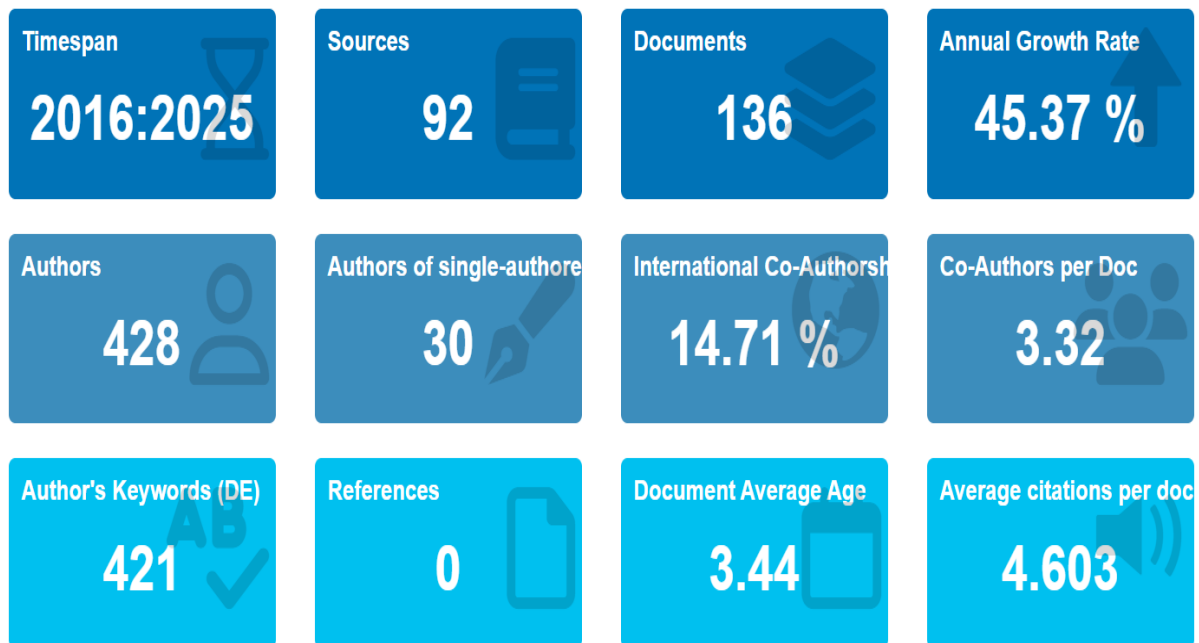 Timespan
2016:2025
Sources
92
Documents
136
Annual Growth Rate
45.37 %
Authors
428
Authors of single-authore
30
International Co-Authorsh
14.71 %
Co-Authors per Doc
3.32
Author's Keywords (DE)
421
AB
References
0
Document Average Age
3.44
Average citations per doc
4.603